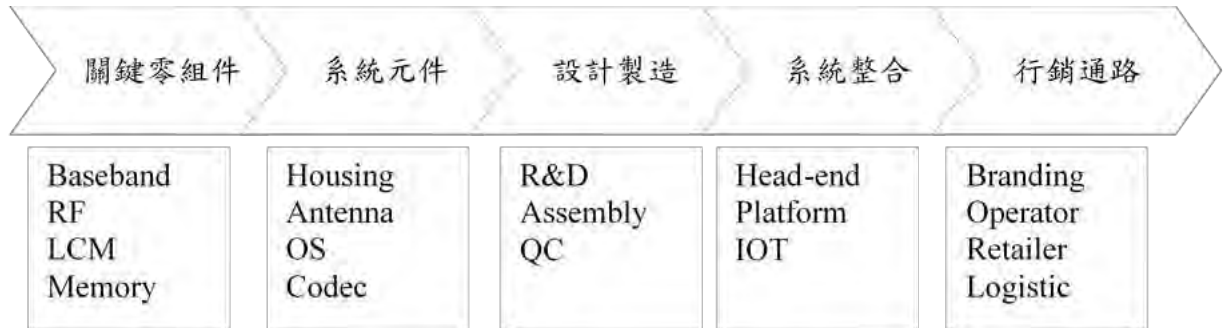 關鍵零組件
系統元件
設計製造
系統整合
行銷通路
Baseband
RF
LCM
Memory
Housing
Antenna
OS
Codec
R&D
Assembly
QC
Head-end
Platform
IOT
Branding
Operator
Retailer
Logistic